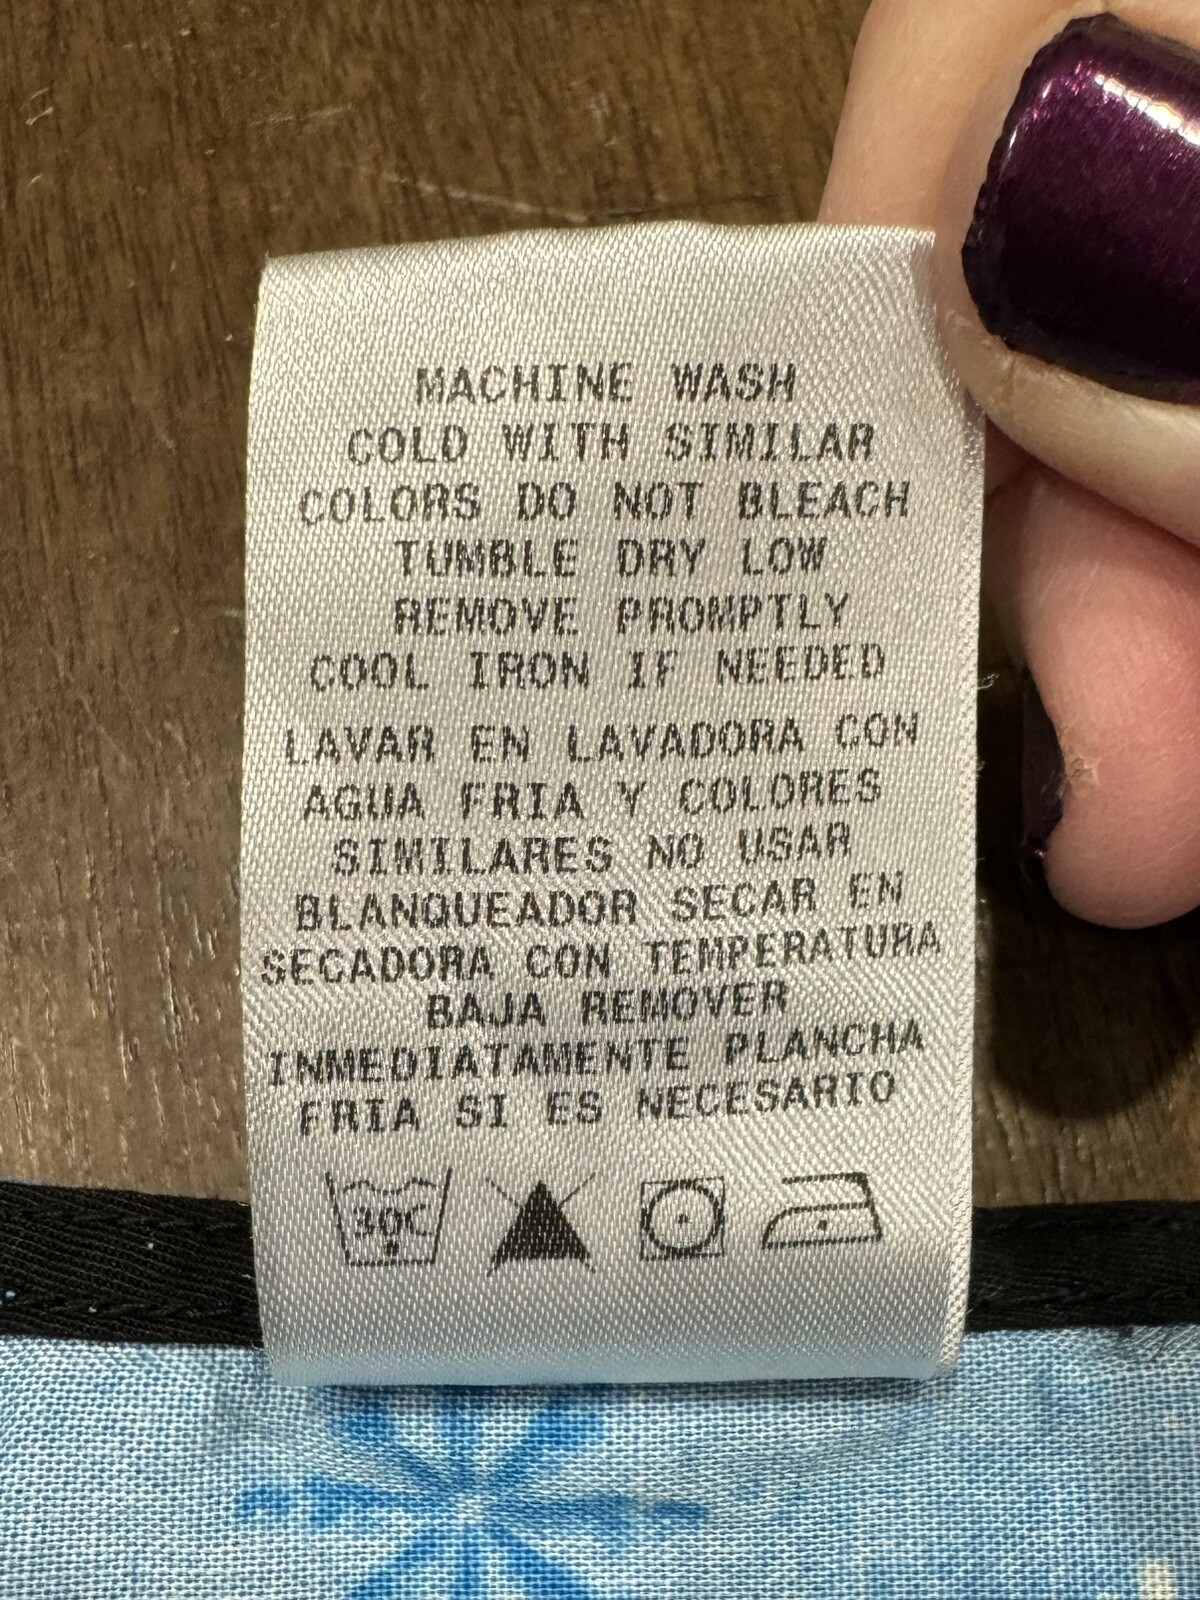 MACHINE WASH
COLD WITH SIMILAR
COLORS DO NOT BLEACH
TUMBLE DRY LOW
REMOVE PROMPTLY
COOL IRON IF NEEDED
LAVAR EN LAVADORA CON
AGUA FRIA Y COLORES
SIMILARES NO USAR
BLANQUEADOR SECAR EN
SECADORA CON TEMPERATURA
BAJA REMOVER
INMEDIATAMENTE PLANCHA
FRIA SI ES NECESARIO
30C